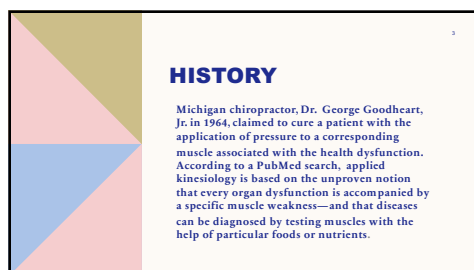 3
HISTORY
Michigan chiropractor, Dr. George Goodheart,
Jr. in 1964, claimed to cure a patient with the
application of pressure to a corresponding
muscle associated with the health dysfunction.
According to a PubMed search, applied
kinesiology is based on the unproven notion
that every organ dysfunction is accompanied by
a specific muscle weakness—and that diseases
can be diagnosed by testing muscles with the
help of particular foods or nutrients.